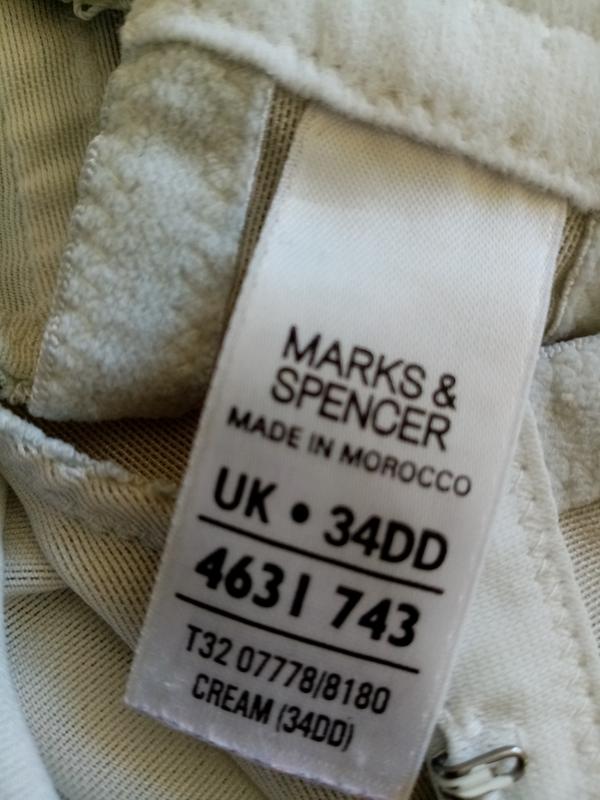 MARKS &
SPENCER
MADE IN MOROCCO
UK • 34DD
4631 743
T32 07778/8180
CREAM (34DD)